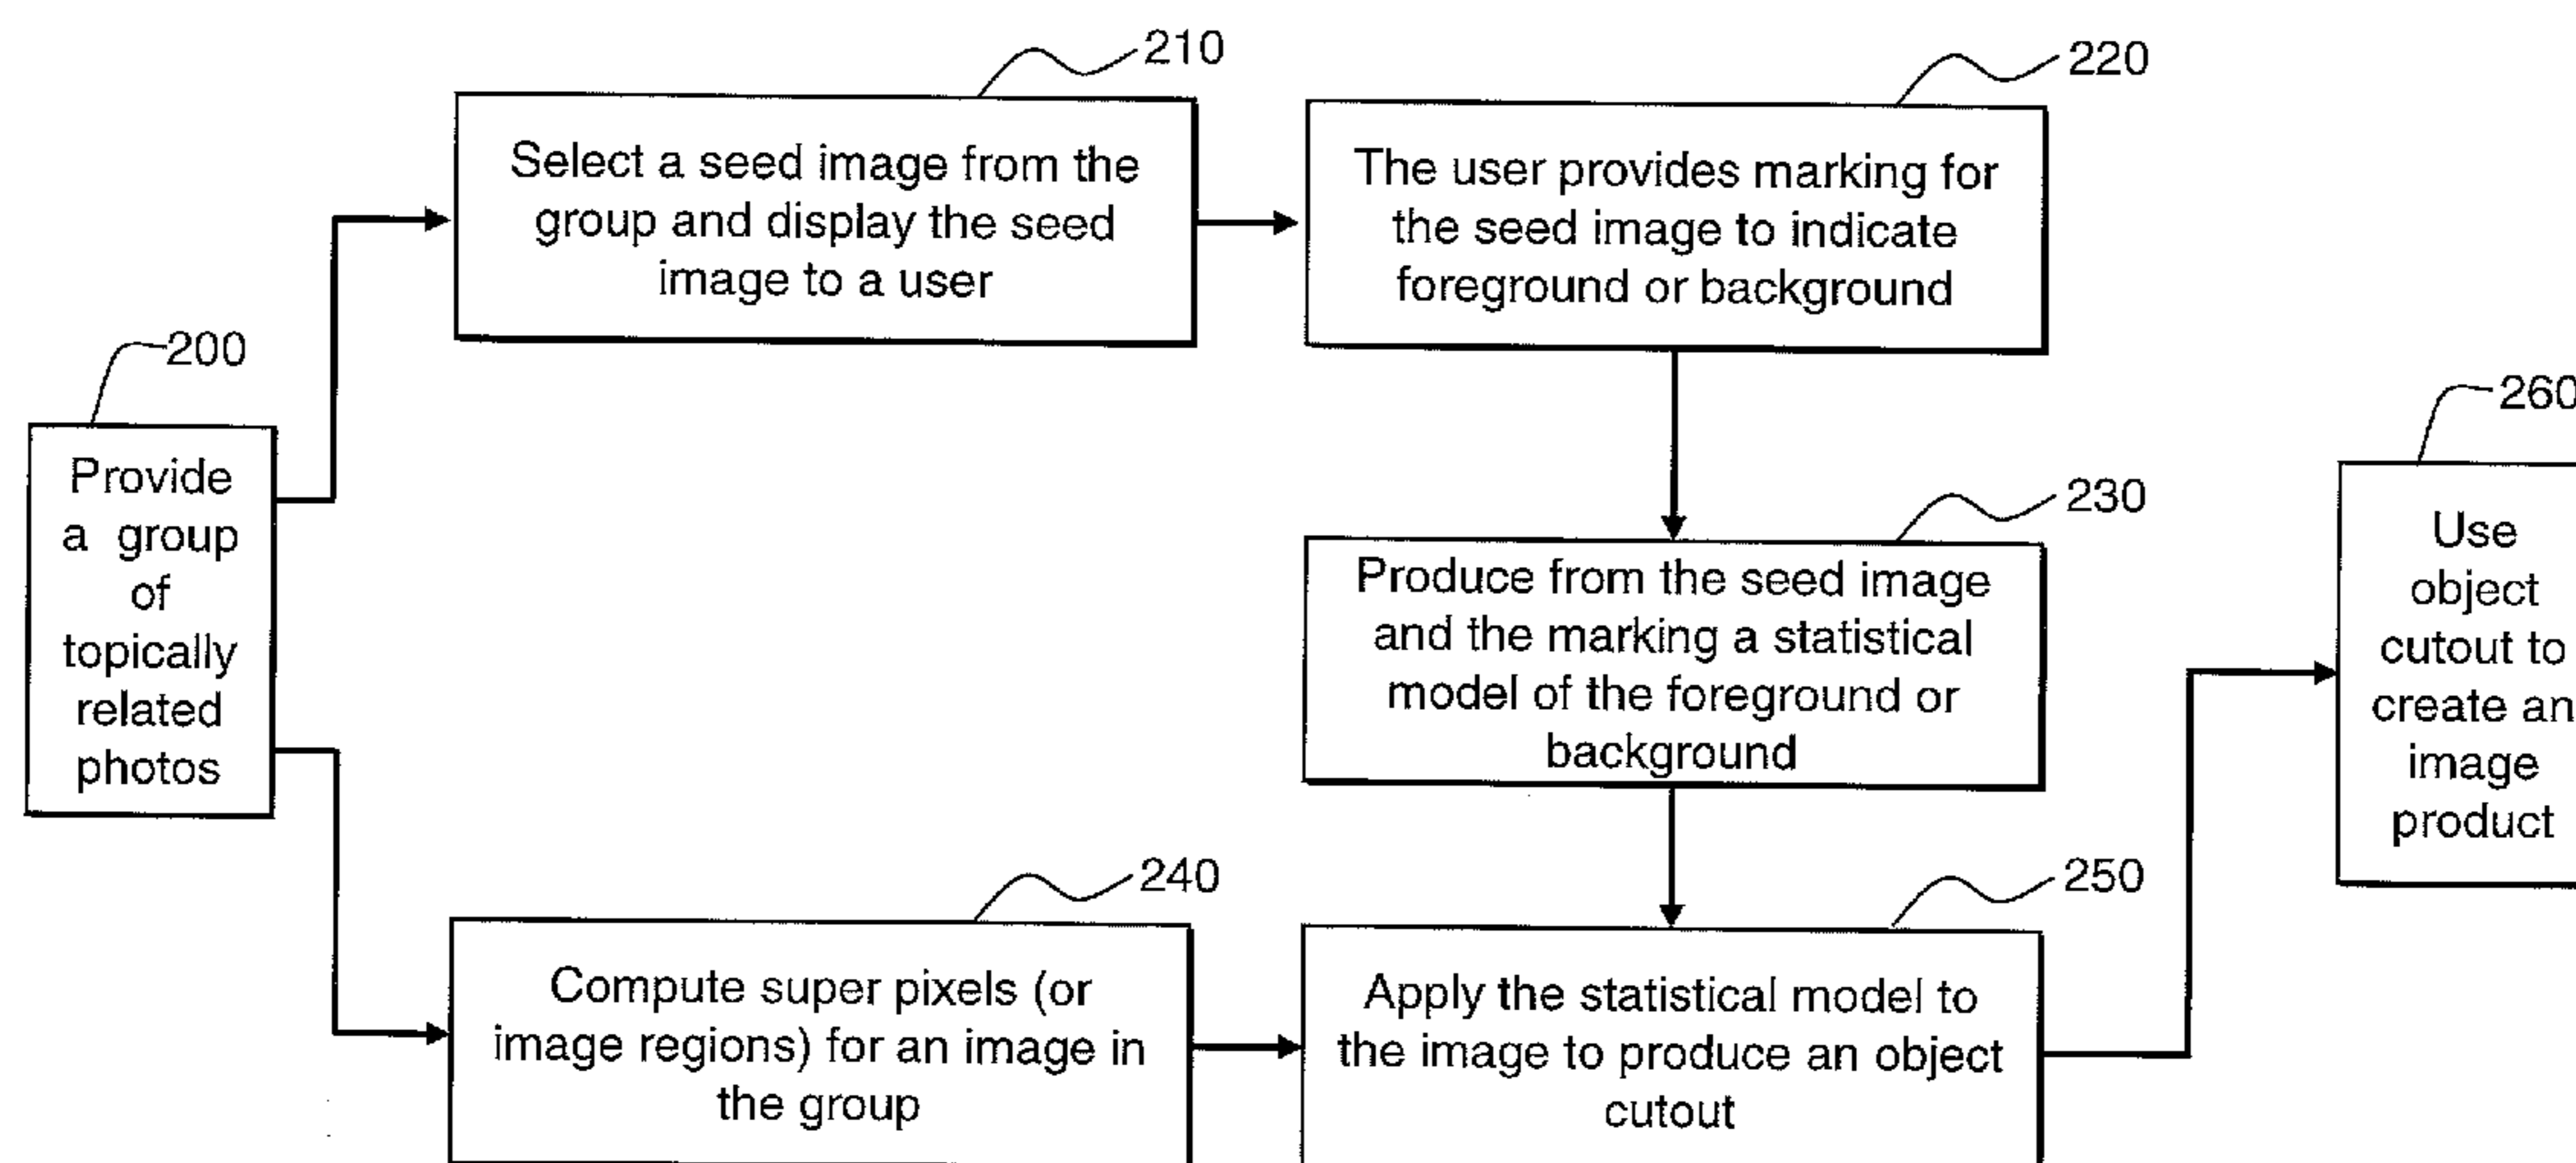 210
Select a seed image from the
group and display the seed
image to a user
220
The user provides marking for
the seed image to indicate
foreground or background
200
Provide
a group
of
topically
related
photos
230
Produce from the seed image
and the marking a statistical
model of the foreground or
background
240
Compute super pixels (or
image regions) for an image in
the group
250
Apply the statistical model to
the image to produce an object
cutout
260
Use
object
cutout to
create an
image
product